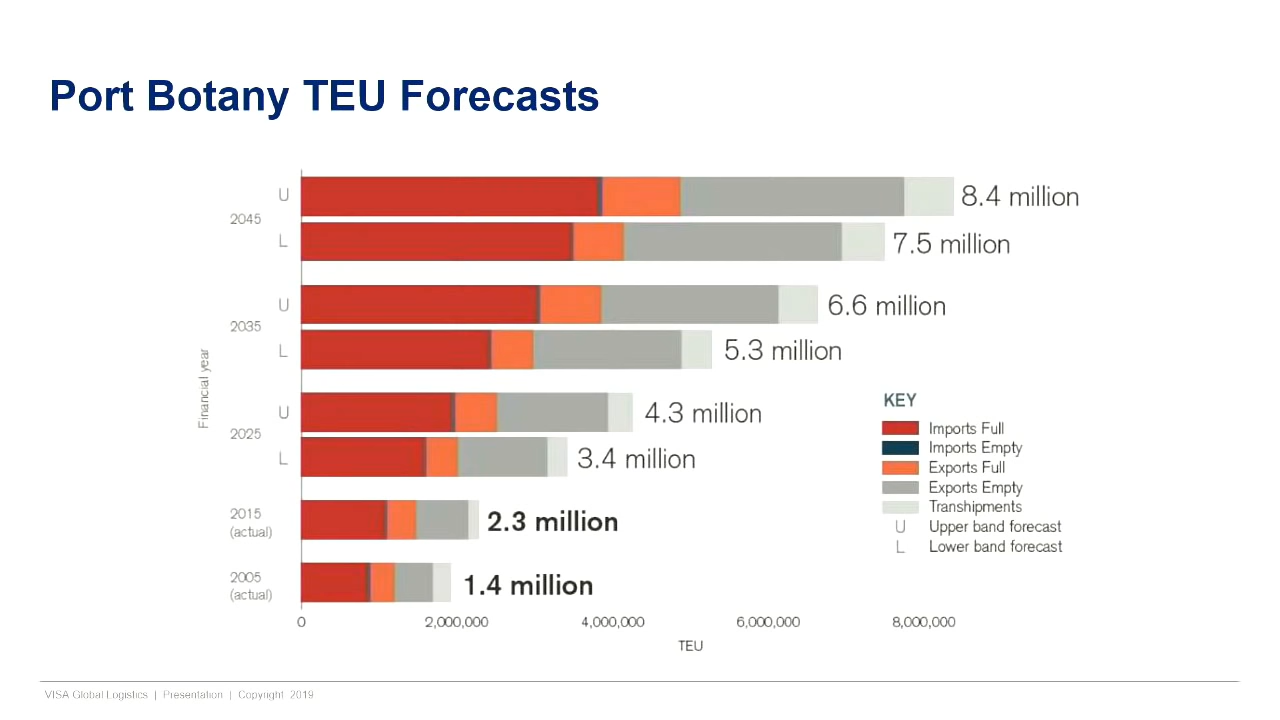 Port Botany TEU Forecasts
U
8.4 million
2045
L
7.5 million
U
6.6 million
2035
L
5.3 million
Financial year
U
4.3 million
2025
L
3.4 million
2015
(actual)
2.3 million
2005
(actual)
1.4 million
0
2,000,000
4,000,000
6,000,000
8,000,000
TEU
KEY
Imports Full
Imports Empty
Exports Full
Exports Empty
Transhipments
U Upper band forecast
L Lower band forecast
VISA Global Logistics | Presentation | Copyright 2019